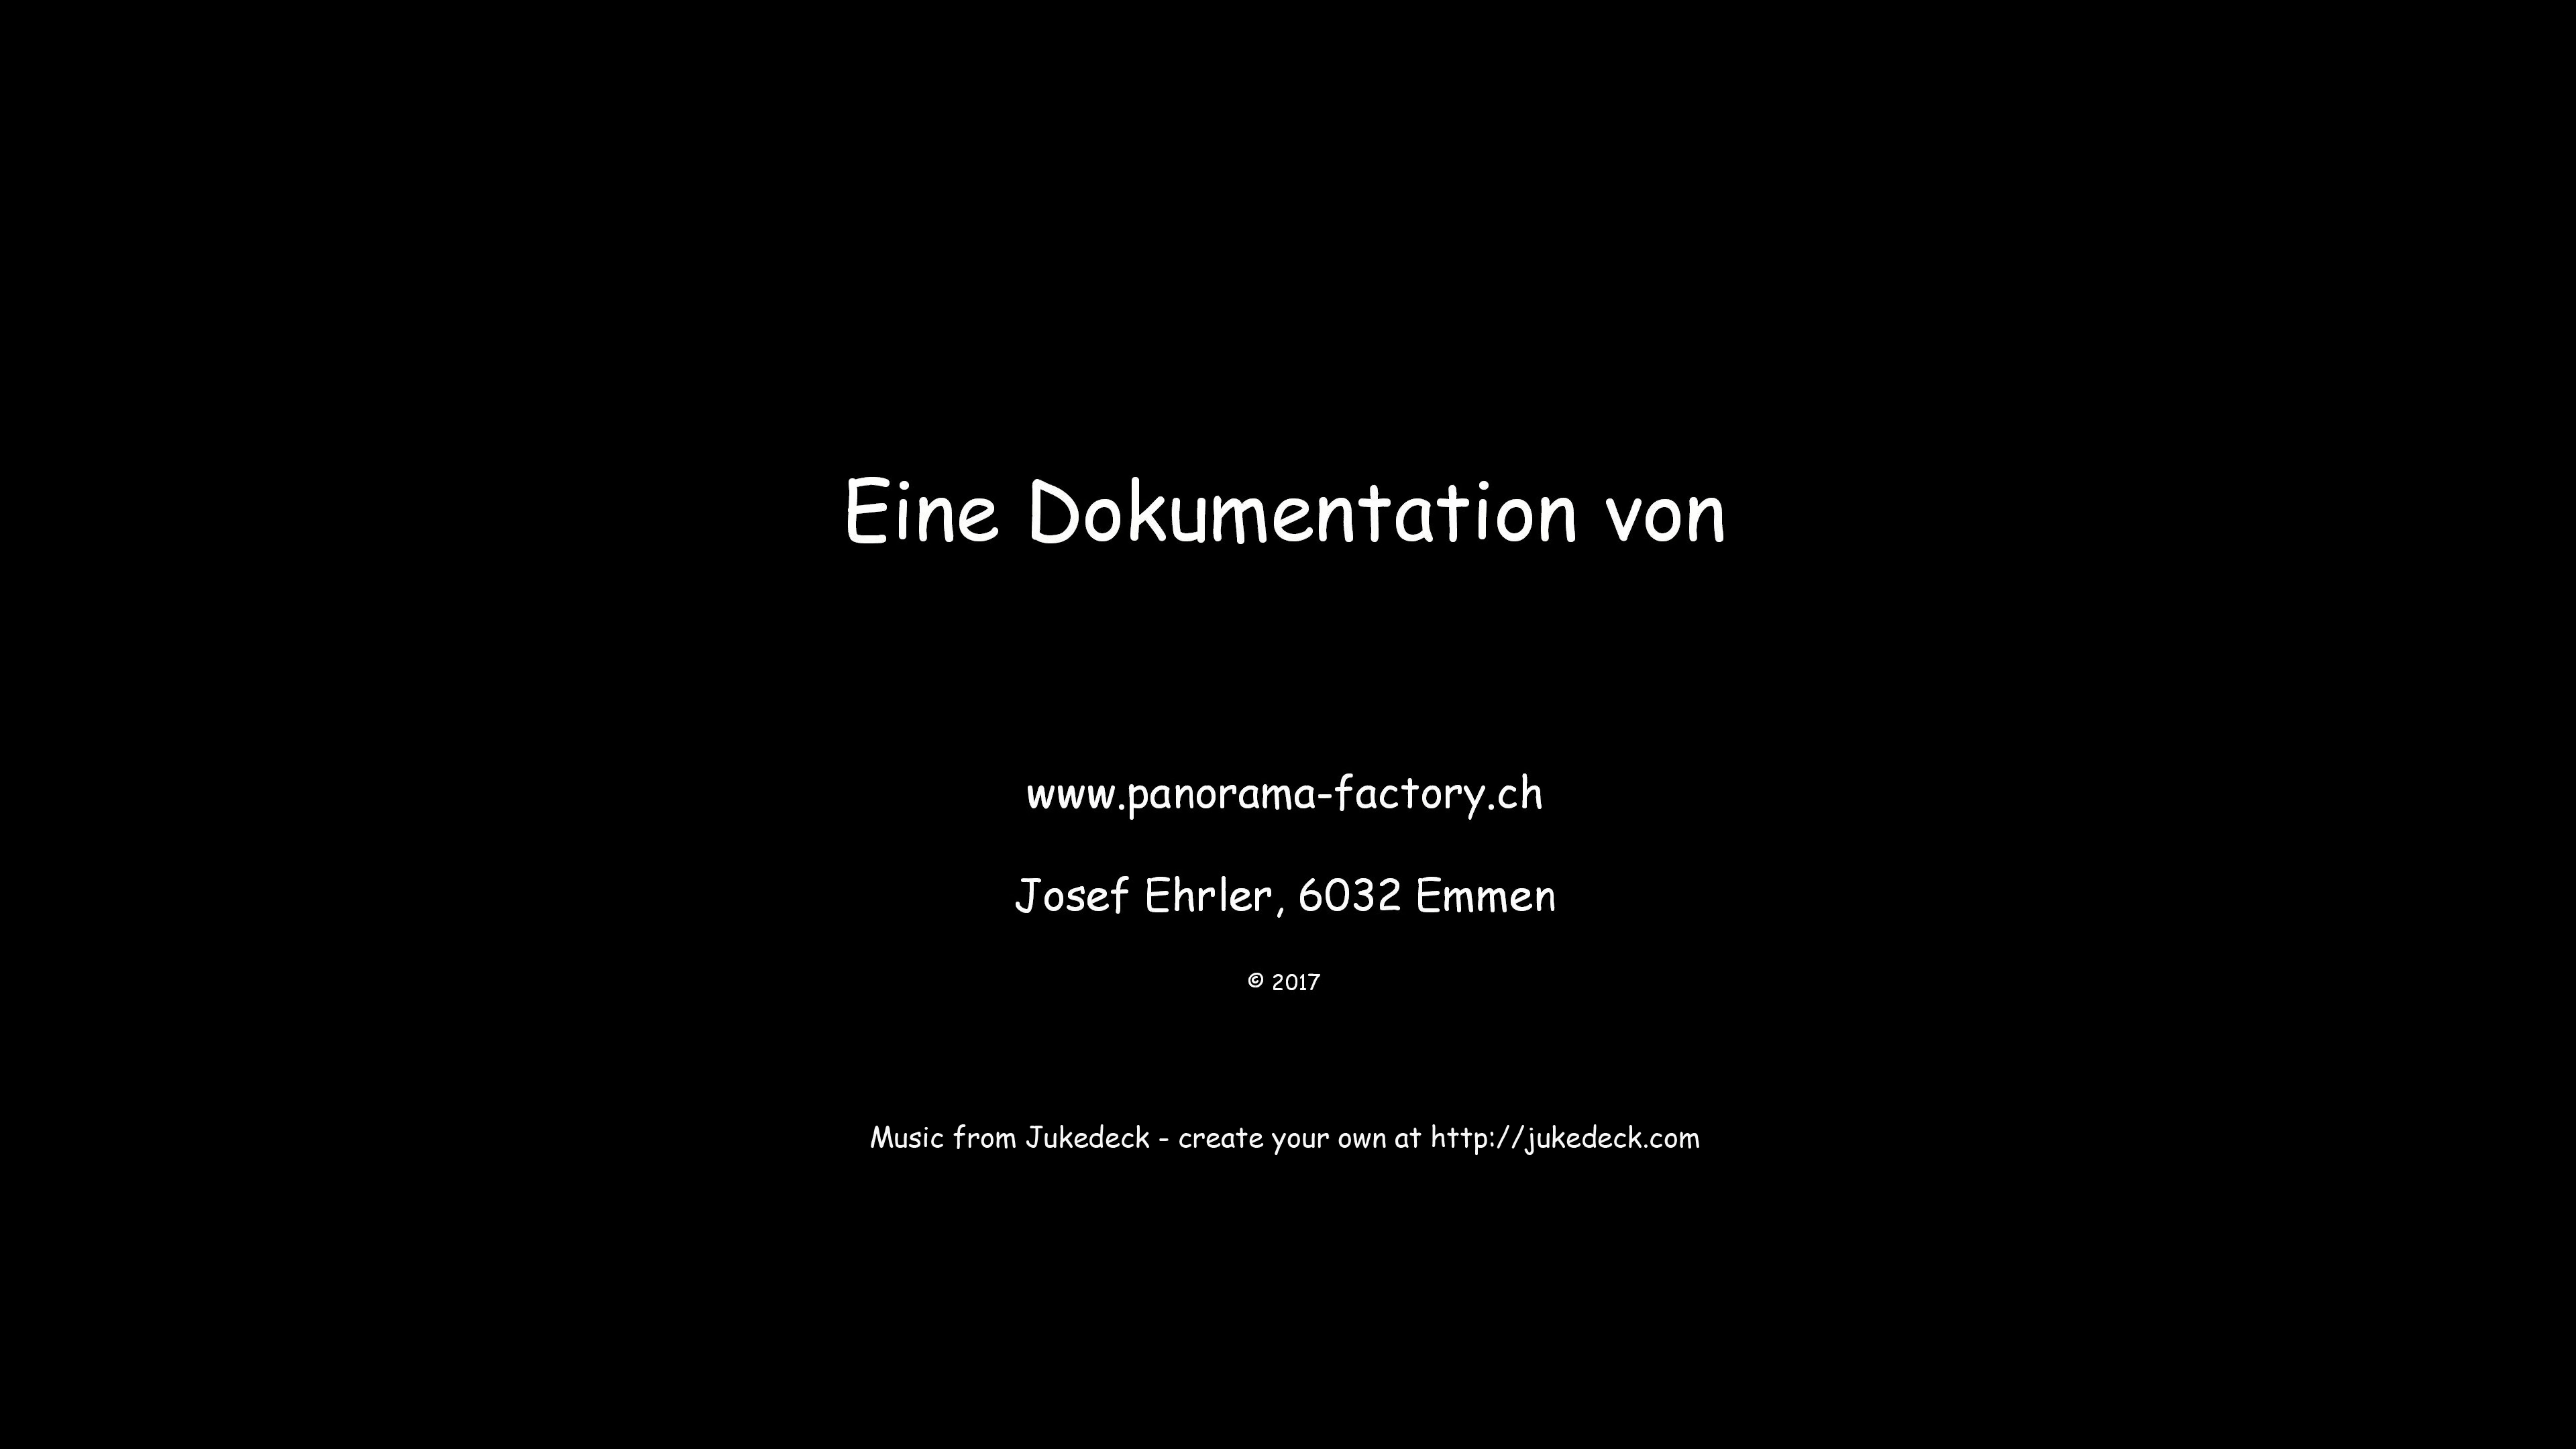 Eine Dokumentation von
www.panorama-factory.ch
Josef Ehrler, 6032 Emmen
© 2017
Music from Jukedeck - create your own at http://jukedeck.com